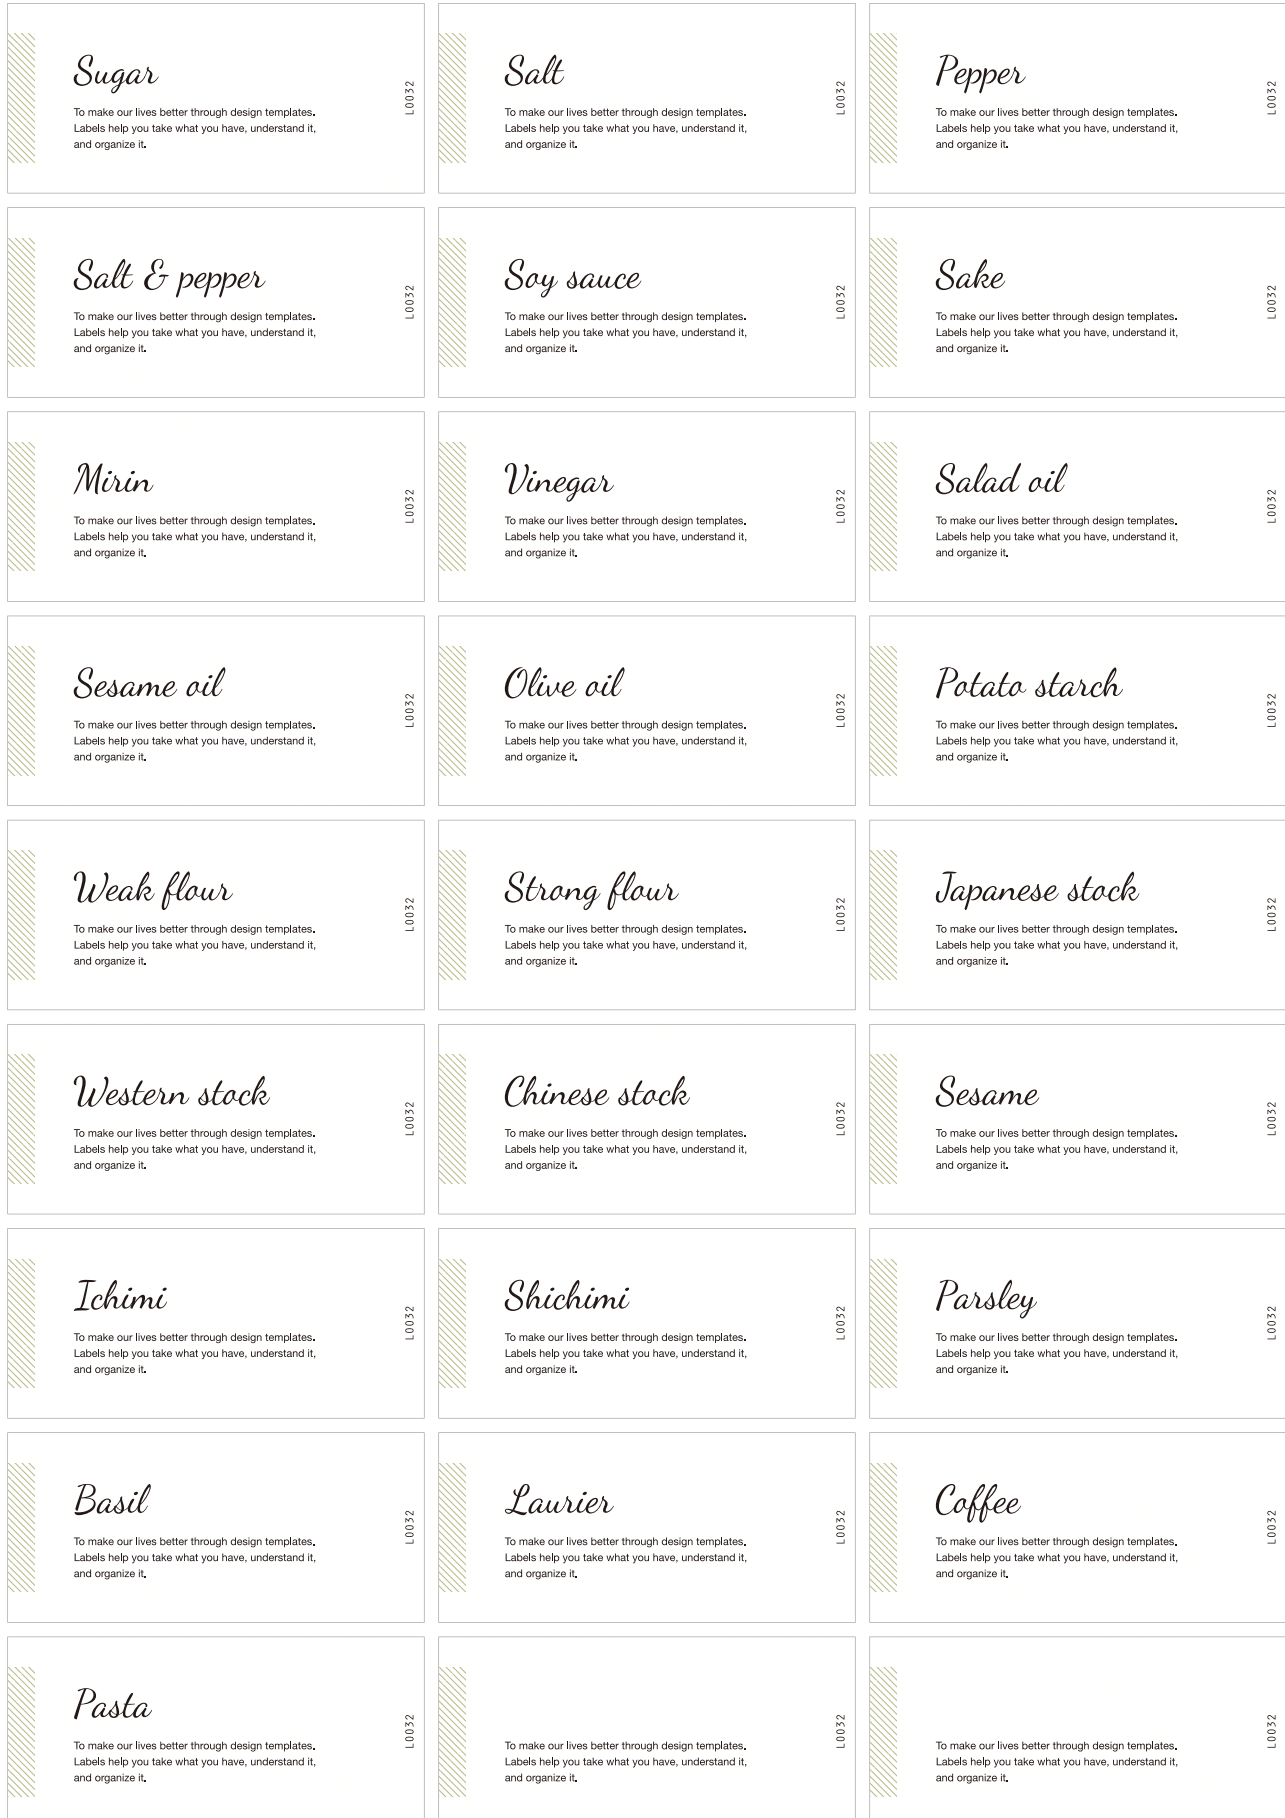 Sugar
To make our lives better through design templates.
Labels help you take what you have, understand it,
and organize it.
L0032
Salt
To make our lives better through design templates.
Labels help you take what you have, understand it,
and organize it.
L0032
Pepper
To make our lives better through design templates.
Labels help you take what you have, understand it,
and organize it.
L0032
Salt & pepper
To make our lives better through design templates.
Labels help you take what you have, understand it,
and organize it.
L0032
Soy sauce
To make our lives better through design templates.
Labels help you take what you have, understand it,
and organize it.
L0032
Sake
To make our lives better through design templates.
Labels help you take what you have, understand it,
and organize it.
L0032
Mirin
To make our lives better through design templates.
Labels help you take what you have, understand it,
and organize it.
L0032
Vinegar
To make our lives better through design templates.
Labels help you take what you have, understand it,
and organize it.
L0032
Salad oil
To make our lives better through design templates.
Labels help you take what you have, understand it,
and organize it.
L0032
Sesame oil
To make our lives better through design templates.
Labels help you take what you have, understand it,
and organize it.
L0032
Olive oil
To make our lives better through design templates.
Labels help you take what you have, understand it,
and organize it.
L0032
Potato starch
To make our lives better through design templates.
Labels help you take what you have, understand it,
and organize it.
L0032
Weak flour
To make our lives better through design templates.
Labels help you take what you have, understand it,
and organize it.
L0032
Strong flour
To make our lives better through design templates.
Labels help you take what you have, understand it,
and organize it.
L0032
Japanese stock
To make our lives better through design templates.
Labels help you take what you have, understand it,
and organize it.
L0032
Western stock
To make our lives better through design templates.
Labels help you take what you have, understand it,
and organize it.
L0032
Chinese stock
To make our lives better through design templates.
Labels help you take what you have, understand it,
and organize it.
L0032
Sesame
To make our lives better through design templates.
Labels help you take what you have, understand it,
and organize it.
L0032
Ichimi
To make our lives better through design templates.
Labels help you take what you have, understand it,
and organize it.
L0032
Shichimi
To make our lives better through design templates.
Labels help you take what you have, understand it,
and organize it.
L0032
Parsley
To make our lives better through design templates.
Labels help you take what you have, understand it,
and organize it.
L0032
Basil
To make our lives better through design templates.
Labels help you take what you have, understand it,
and organize it.
L0032
Laurier
To make our lives better through design templates.
Labels help you take what you have, understand it,
and organize it.
L0032
Coffee
To make our lives better through design templates.
Labels help you take what you have, understand it,
and organize it.
L0032
Pasta
To make our lives better through design templates.
Labels help you take what you have, understand it,
and organize it.
L0032
To make our lives better through design templates.
Labels help you take what you have, understand it,
and organize it.
L0032
To make our lives better through design templates.
Labels help you take what you have, understand it,
and organize it.
L0032